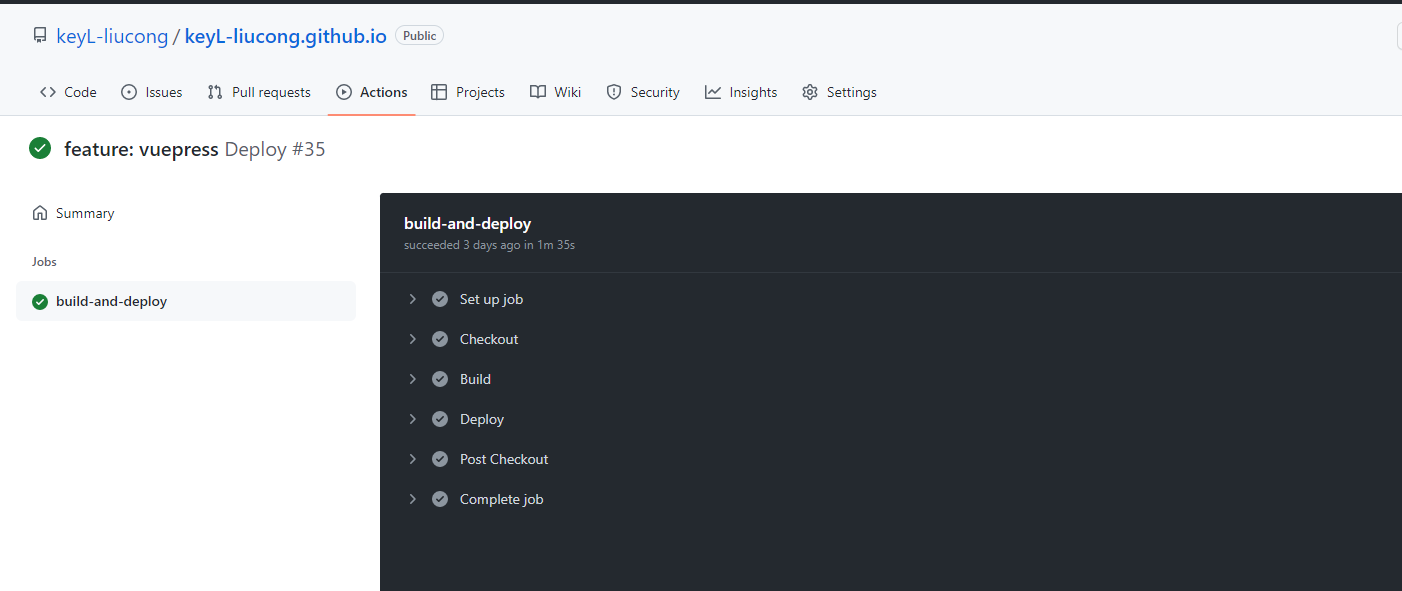 keyL-liucong / keyL-liucong.github.io Public
Code Issues Pull requests Actions Projects Wiki Security Insights Settings
feature: vuepress Deploy #35
Summary
Jobs
build-and-deploy
build-and-deploy
succeeded 3 days ago in 1m 35s
Set up job
Checkout
Build
Deploy
Post Checkout
Complete job